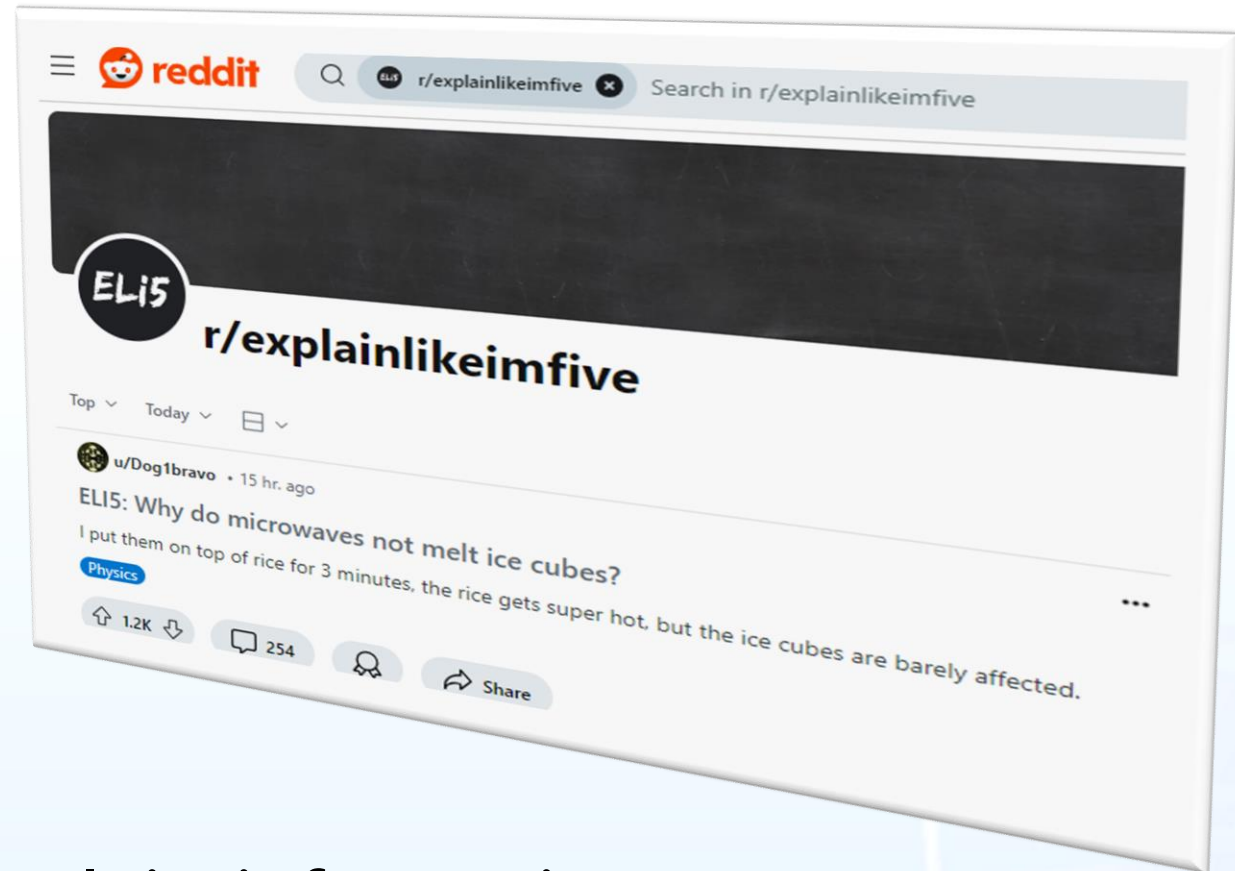 reddit
r/explainlikeimfive Search in r/explainlikeimfive
ELi5
r/explainlikeimfive
Top Today
u/Dog1bravo • 15 hr. ago
ELI5: Why do microwaves not melt ice cubes?
I put them on top of rice for 3 minutes, the rice gets super hot, but the ice cubes are barely affected.
Physics
1.2K 254 Share